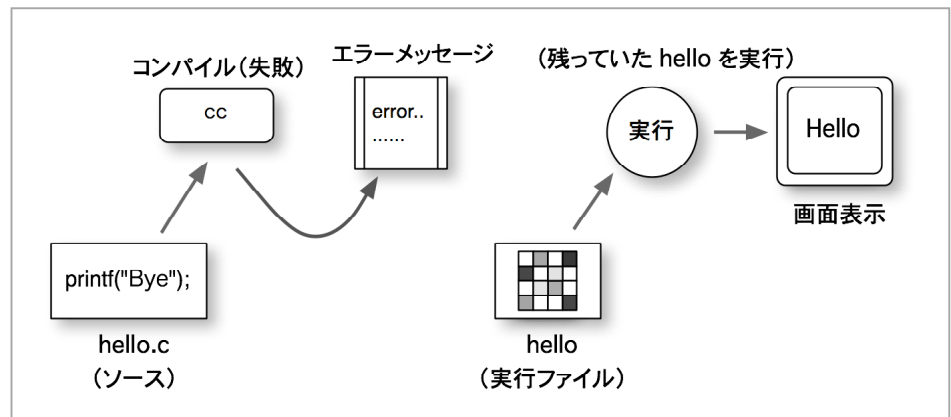 コンパイル（失敗）
cc
エラーメッセージ
error..
......
printf("Bye");
hello.c
（ソース）
（残っていた hello を実行）
実行
Hello
画面表示
hello
（実行ファイル）